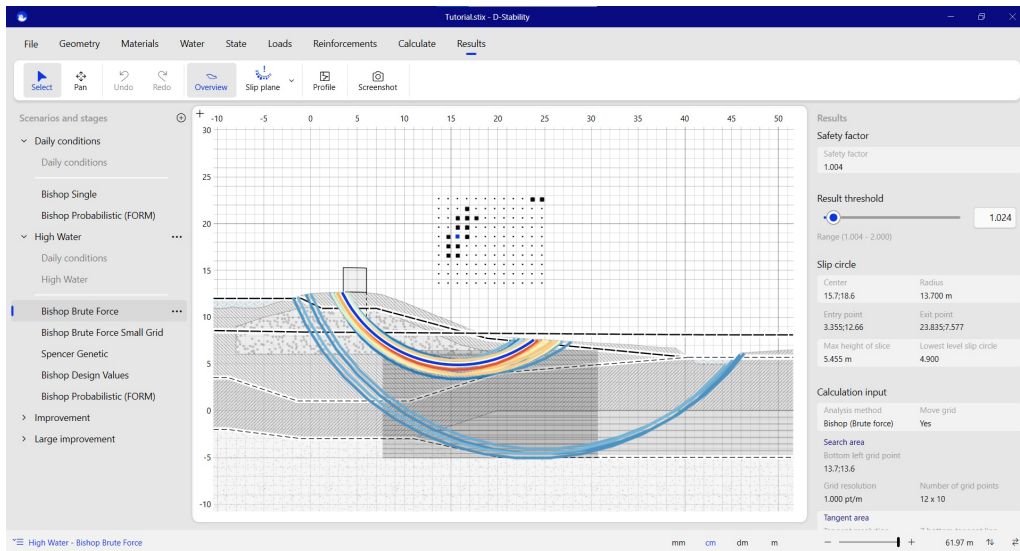 Tutorial.stix - D-Stability
File Geometry Materials Water State Loads Reinforcements Calculate Results
Select Pan Undo Redo Overview Slip plane Profile Screenshot
Scenarios and stages
Daily conditions
Daily conditions
Bishop Single
Bishop Probabilistic (FORM)
High Water
Daily conditions
High Water
Bishop Brute Force
Bishop Brute Force Small Grid
Spencer Genetic
Bishop Design Values
Bishop Probabilistic (FORM)
Improvement
Large improvement
-10 -5 0 5 10 15 20 25 30 35 40 45 50
30
25
20
15
10
5
0
-5
-10
Results
Safety factor
Safety factor
1.004
Result threshold
1.024
Range (1.004 - 2.000)
Slip circle
Center Radius
15.7;18.6 13.700 m
Entry point Exit point
3.355;12.66 23.835;7.577
Max height of slice Lowest level slip circle
5.455 m 4.900
Calculation input
Analysis method Move grid
Bishop (Brute force) Yes
Search area
Bottom left grid point
13.7;13.6
Grid resolution Number of grid points
1.000 pt/m 12 x 10
Tangent area
High Water - Bishop Brute Force
mm cm dm m
61.97 m